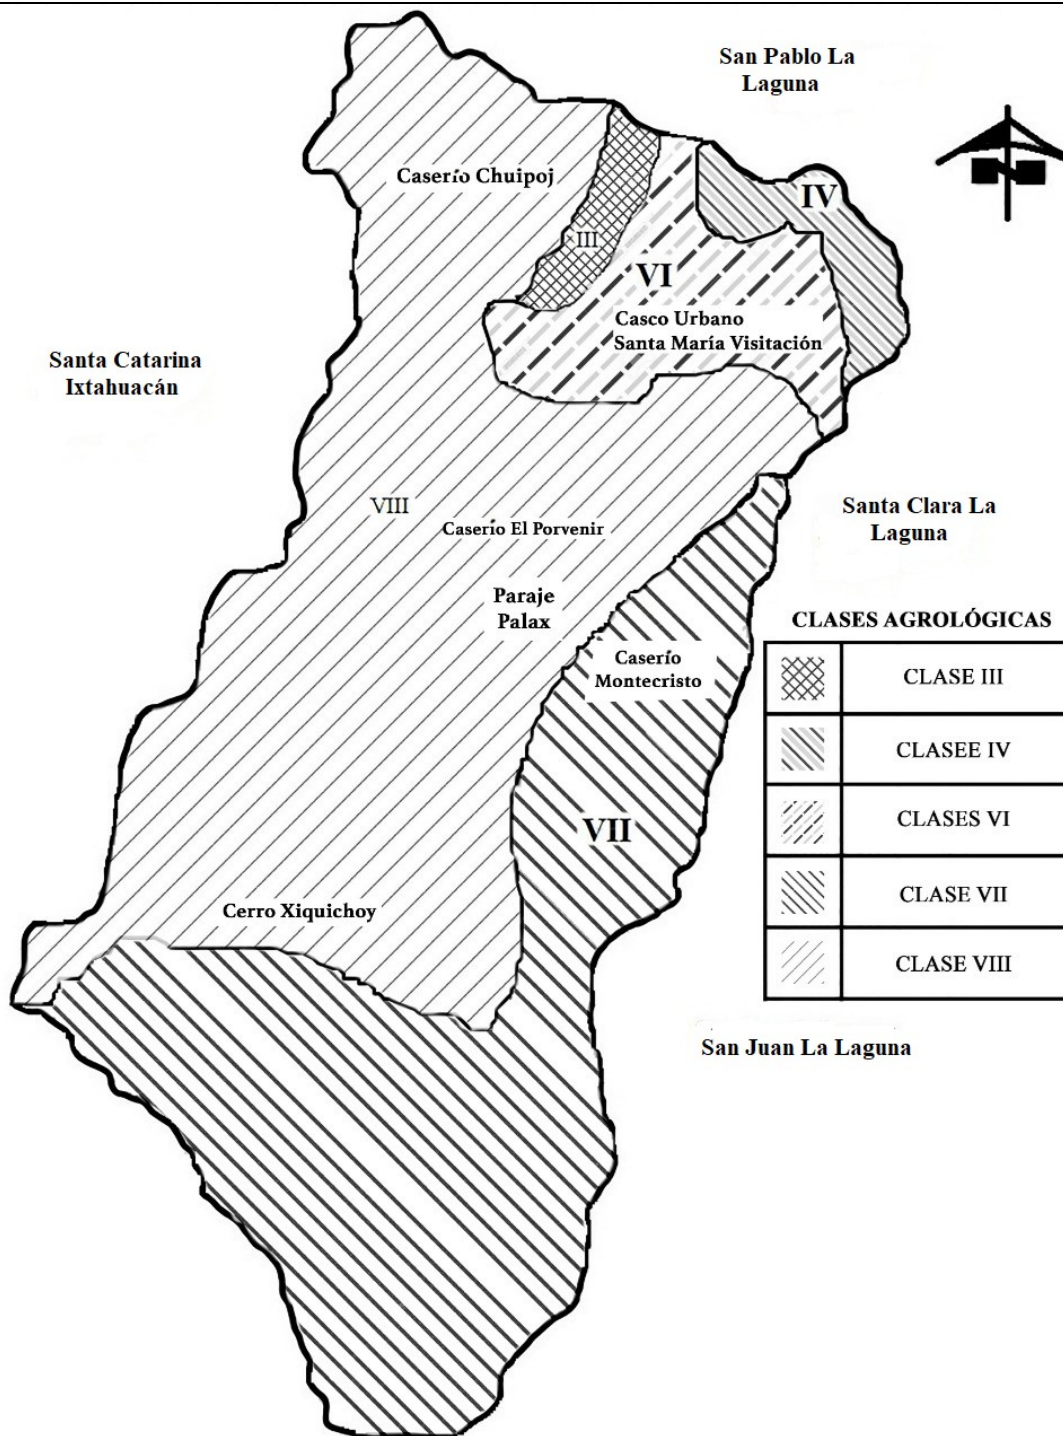 San Pablo La
Laguna
Caserío Chuipoj
IV
III
VI
Casco Urbano
Santa María Visitación
Santa Catarina
Ixtahuacán
VIII
Caserío El Porvenir
Santa Clara La
Laguna
Paraje
Palax
Caserío
Montecristo
CLASES AGROLÓGICAS
CLASE III
CLASEE IV
CLASES VI
CLASE VII
CLASE VIII
VII
Cerro Xiquichoy
San Juan La Laguna